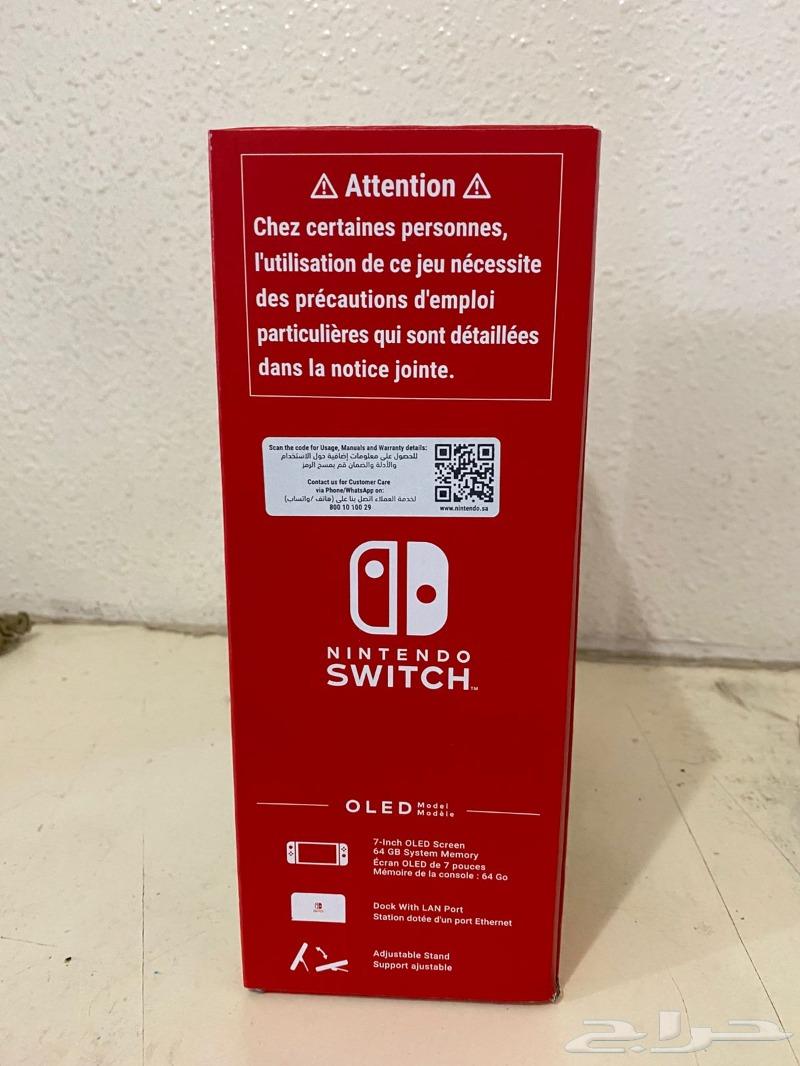 Attention
Chez certaines personnes,
l'utilisation de ce jeu nécessite
des précautions d'emploi
particulières qui sont détaillées
dans la notice jointe.
Scan the code for Usage, Manuals and Warranty details:
للحصول على معلومات إضافية حول الاستخدام
والأدلة والضمان قم بمسح الرمز
Contact us for Customer Care
via Phone/WhatsApp on:
لخدمة العملاء اتصل بنا على (هاتف /واتساب)
800 10 100 29
www.nintendo.sa
NINTENDO
SWITCH™
OLED Model
Modèle
7-Inch OLED Screen
64 GB System Memory
Écran OLED de 7 pouces
Mémoire de la console : 64 Go
Dock With LAN Port
Station dotée d'un port Ethernet
Adjustable Stand
Support ajustable
حراج